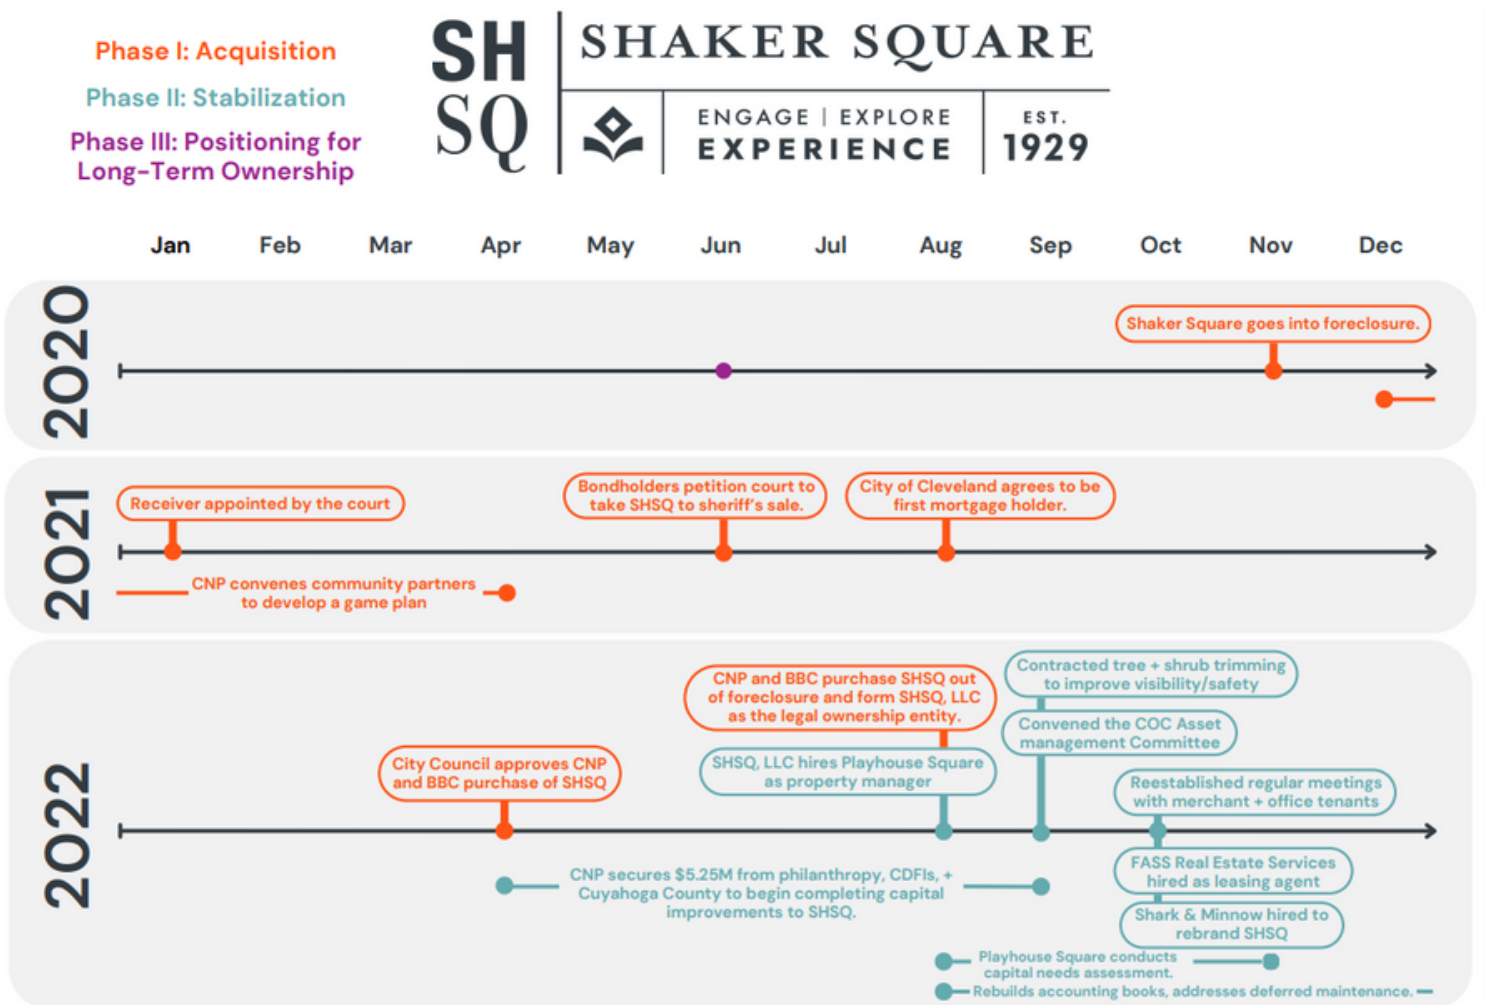 Phase I: Acquisition
Phase II: Stabilization
Phase III: Positioning for
Long-Term Ownership
SH
SQ
SHAKER SQUARE
ENGAGE | EXPLORE
EXPERIENCE
EST.
1929
Jan Feb Mar Apr May Jun Jul Aug Sep Oct Nov Dec
2020
Shaker Square goes into foreclosure.
2021
Receiver appointed by the court
Bondholders petition court to
take SHSQ to sheriff's sale.
City of Cleveland agrees to be
first mortgage holder.
CNP convenes community partners
to develop a game plan
2022
City Council approves CNP
and BBC purchase of SHSQ
CNP and BBC purchase SHSQ out
of foreclosure and form SHSQ, LLC
as the legal ownership entity.
SHSQ, LLC hires Playhouse Square
as property manager
Contracted tree + shrub trimming
to improve visibility/safety
Convened the COC Asset
management Committee
Reestablished regular meetings
with merchant + office tenants
CNP secures $5.25M from philanthropy, CDFIs, +
Cuyahoga County to begin completing capital
improvements to SHSQ.
FASS Real Estate Services
hired as leasing agent
Shark & Minnow hired to
rebrand SHSQ
Playhouse Square conducts
capital needs assessment.
Rebuilds accounting books, addresses deferred maintenance.